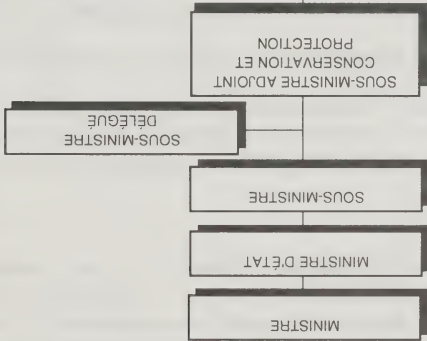 MINISTRE
MINISTRE D'ÉTAT
SOUS-MINISTRE
SOUS-MINISTRE
DÉLÉGUÉ
SOUS-MINISTRE ADJOINT
CONSERVATION ET
PROTECTION